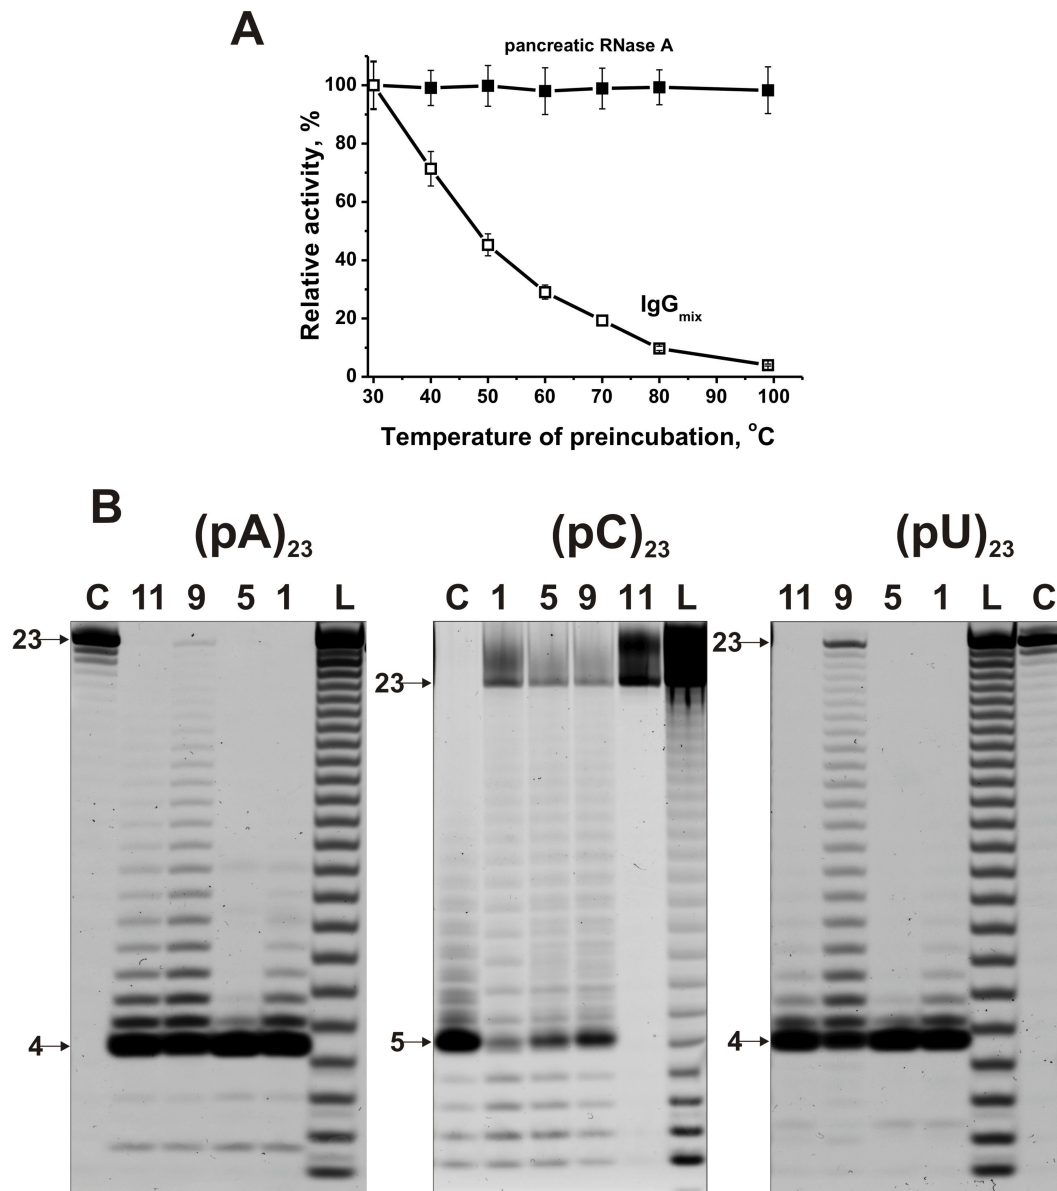 A
pancreatic RNase A
Relative activity, %
100
80
60
40
20
0
IgGmix
30 40 50 60 70 80 90 100
Temperature of preincubation, °C
B
(pA)23 (pC)23 (pU)23
C 11 9 5 1 L C 1 5 9 11 L 11 9 5 1 L C
23 23 23
4 5 4